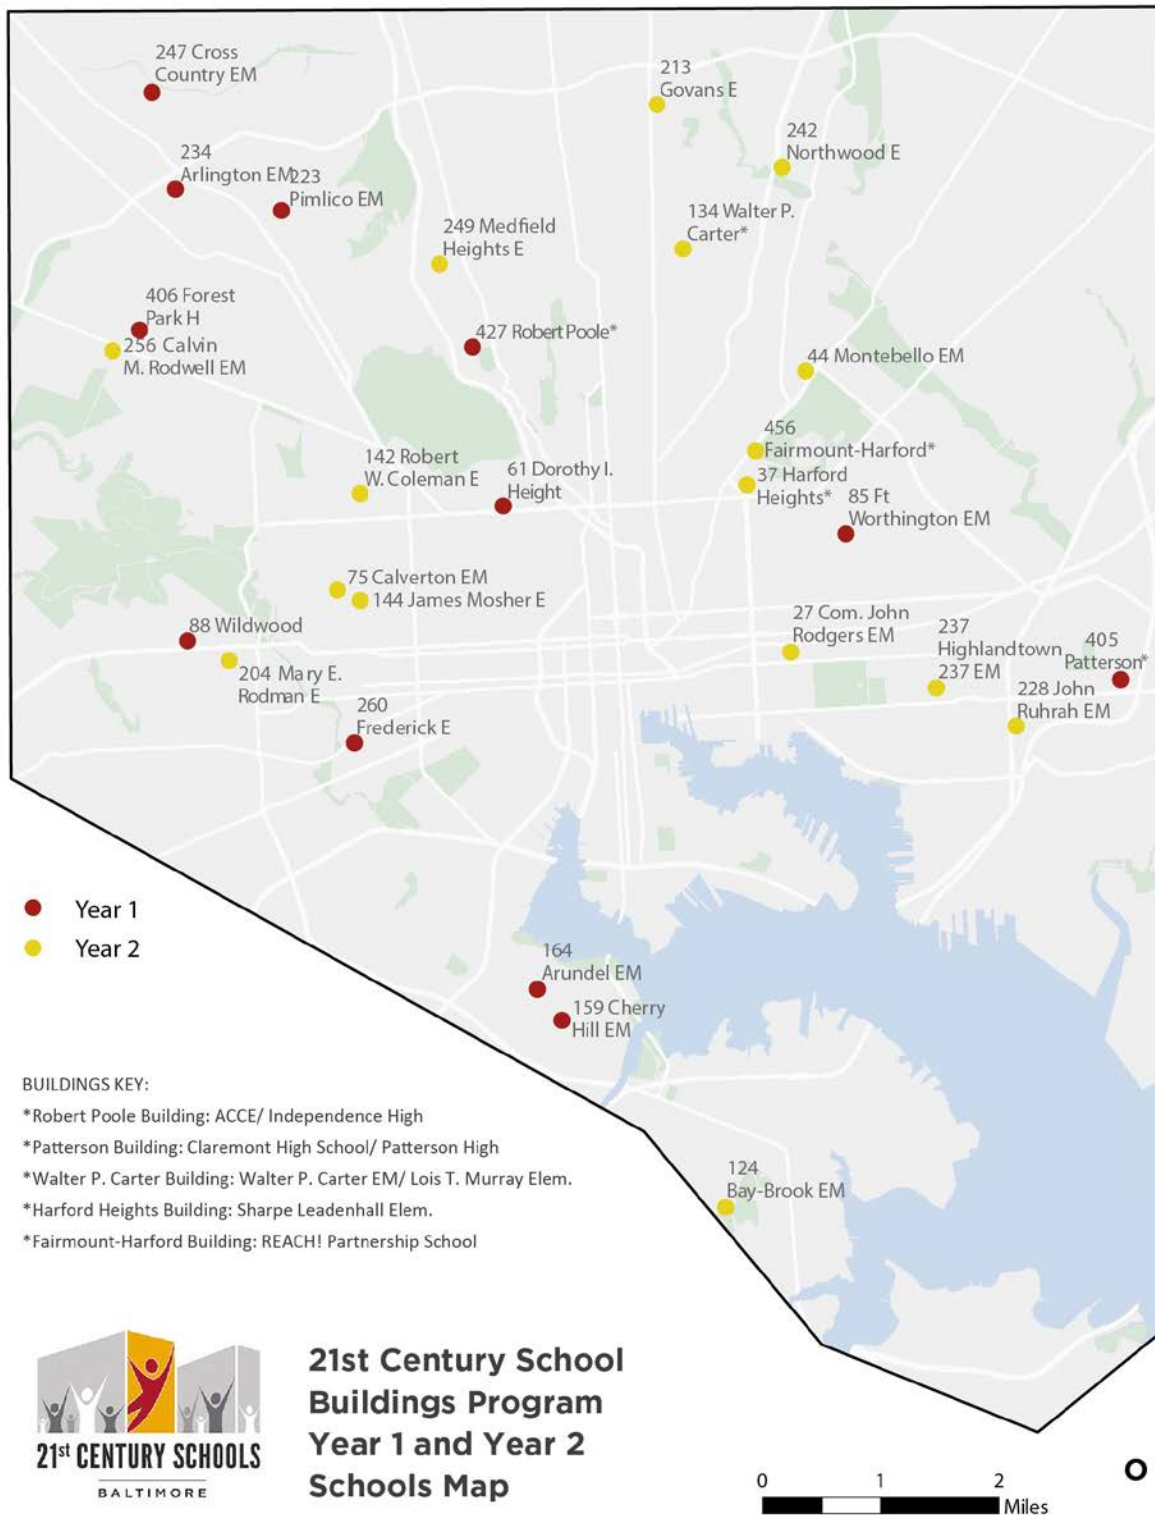 247 Cross
Country EM
213
Govans E
242
Northwood E
234
Arlington EM
223
Pimlico EM
134 Walter P.
Carter*
249 Medfield
Heights E
406 Forest
Park H
256 Calvin
M. Rodwell EM
427 Robert Poole*
44 Montebello EM
456
Fairmount-Harford*
142 Robert
W. Coleman E
61 Dorothy I.
Height
37 Harford
Heights*
85 Ft
Worthington EM
75 Calverton EM
144 James Mosher E
88 Wildwood
27 Com. John
Rodgers EM
237
Highlandtown
237 EM
405
Patterson*
204 Mary E.
Rodman E
228 John
Ruhrah EM
260
Frederick E
Year 1
Year 2
164
Arundel EM
159 Cherry
Hill EM
BUILDINGS KEY:
*Robert Poole Building: ACCE/ Independence High
*Patterson Building: Claremont High School/ Patterson High
*Walter P. Carter Building: Walter P. Carter EM/ Lois T. Murray Elem.
*Harford Heights Building: Sharpe Leadenhall Elem.
*Fairmount-Harford Building: REACH! Partnership School
124
Bay-Brook EM
21st CENTURY SCHOOLS
BALTIMORE
21st Century School
Buildings Program
Year 1 and Year 2
Schools Map
0 1 2
Miles